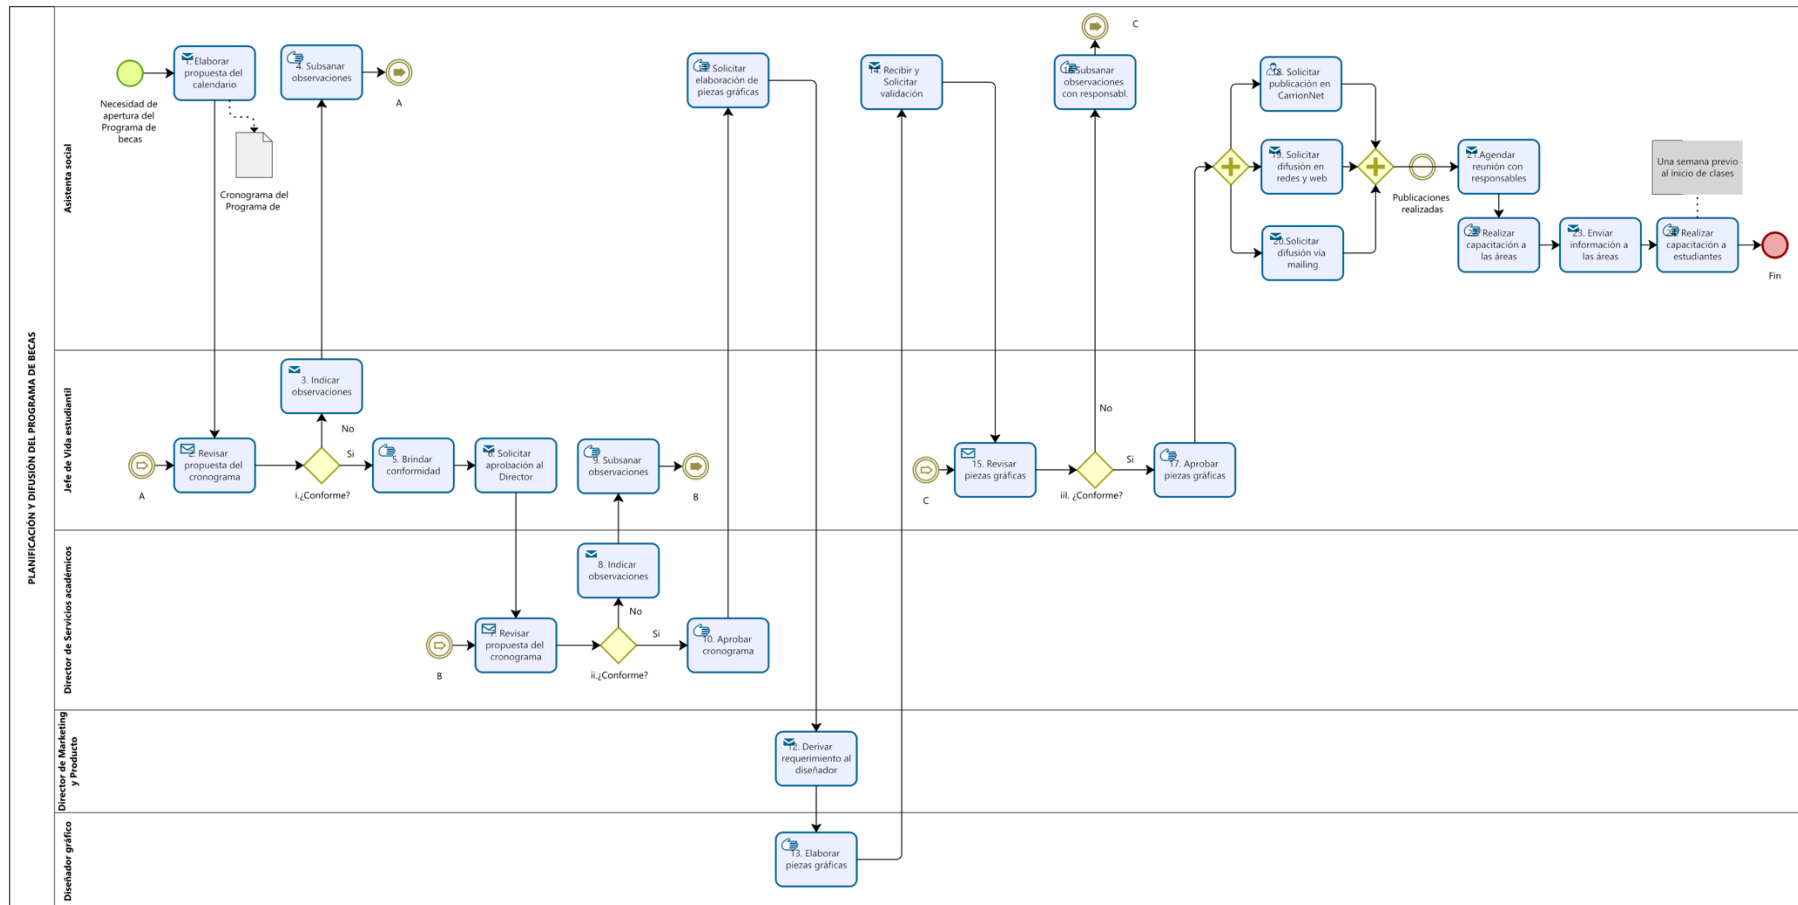 PLANIFICACIÓN Y DIFUSIÓN DEL PROGRAMA DE BECAS
Asistenta social
Necesidad de
apertura del
Programa de
becas
1. Elaborar
propuesta del
calendario
Cronograma del
Programa de
4. Subsanar
observaciones
A
Solicitar
elaboración de
piezas gráficas
14. Recibir y
Solicitar
validación
C
Subsanar
observaciones
con responsabl.
18. Solicitar
publicación en
CarrionNet
19. Solicitar
difusión en
redes y web
20.Solicitar
difusión vía
mailing
Publicaciones
realizadas
21.Agendar
reunión con
responsables
22. Realizar
capacitación a
las áreas
23. Enviar
información a
las áreas
Una semana previo
al inicio de clases
24. Realizar
capacitación a
estudiantes
Fin
Jefe de Vida estudiantil
A
2. Revisar
propuesta del
cronograma
3. Indicar
observaciones
No
Si
i.¿Conforme?
5. Brindar
conformidad
6. Solicitar
aprobación al
Director
9. Subsanar
observaciones
B
C
15. Revisar
piezas gráficas
No
Si
iii. ¿Conforme?
17. Aprobar
piezas gráficas
Director de Servicios académicos
B
7. Revisar
propuesta del
cronograma
8. Indicar
observaciones
No
Si
ii.¿Conforme?
10. Aprobar
cronograma
Director de Marketing
y Producto
12. Derivar
requerimiento al
diseñador
Diseñador gráfico
13. Elaborar
piezas gráficas